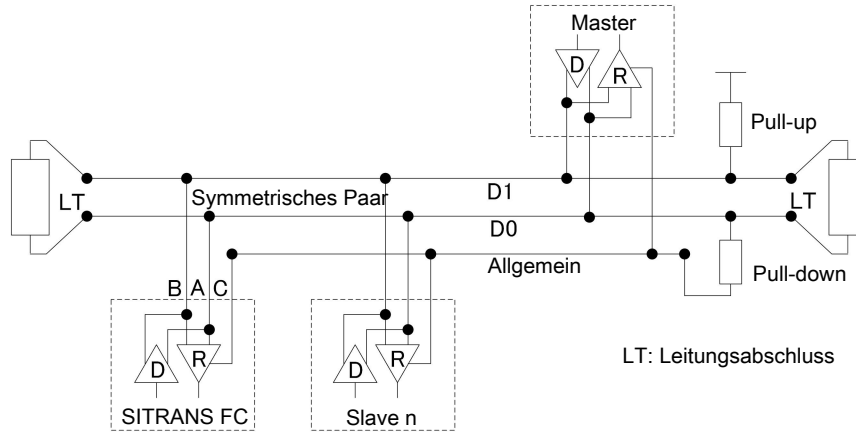 Master
D
R
Pull-up
LT
Symmetrisches Paar
D1
LT
D0
Allgemein
Pull-down
B A C
D
R
D
R
LT: Leitungsabschluss
SITRANS FC
Slave n